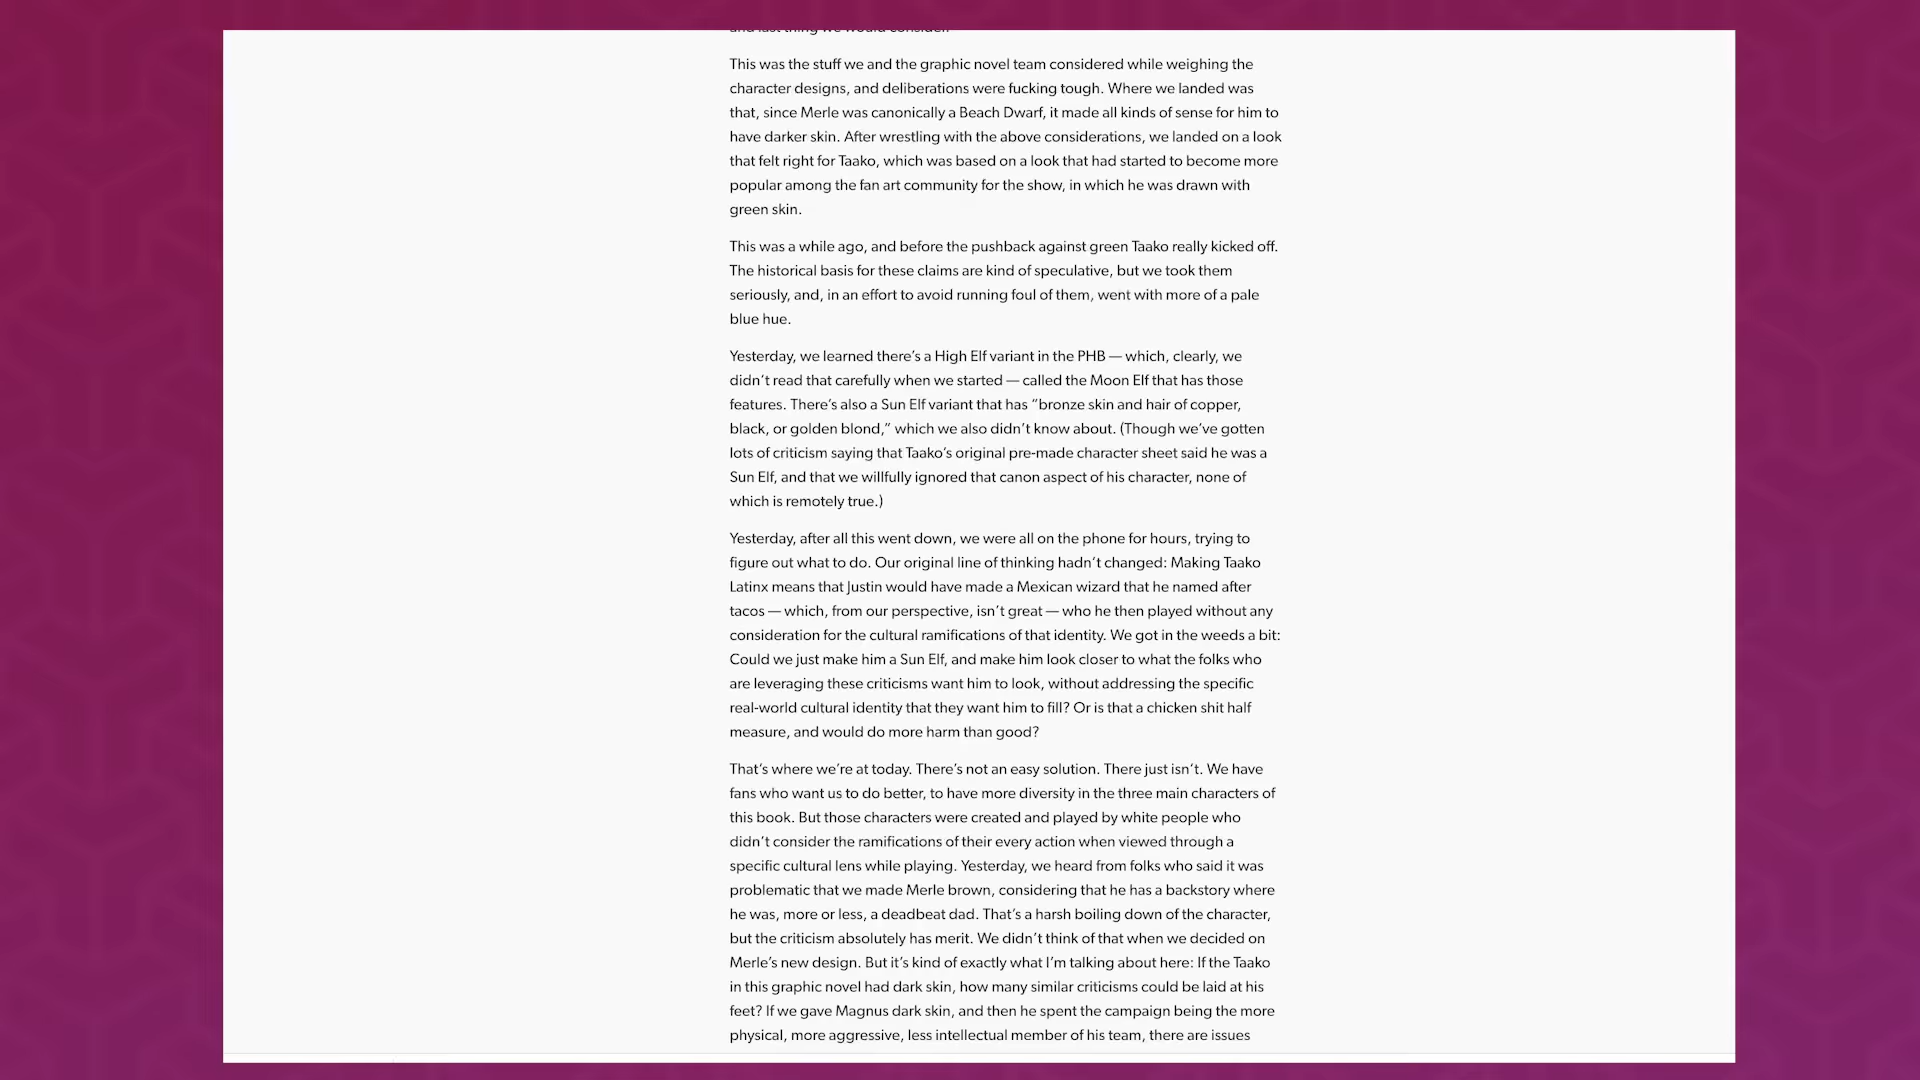 and last thing we would consider.
This was the stuff we and the graphic novel team considered while weighing the
character designs, and deliberations were fucking tough. Where we landed was
that, since Merle was canonically a Beach Dwarf, it made all kinds of sense for him to
have darker skin. After wrestling with the above considerations, we landed on a look
that felt right for Taako, which was based on a look that had started to become more
popular among the fan art community for the show, in which he was drawn with
green skin.
This was a while ago, and before the pushback against green Taako really kicked off.
The historical basis for these claims are kind of speculative, but we took them
seriously, and, in an effort to avoid running foul of them, went with more of a pale
blue hue.
Yesterday, we learned there’s a High Elf variant in the PHB — which, clearly, we
didn’t read that carefully when we started — called the Moon Elf that has those
features. There’s also a Sun Elf variant that has “bronze skin and hair of copper,
black, or golden blond,” which we also didn’t know about. (Though we’ve gotten
lots of criticism saying that Taako’s original pre-made character sheet said he was a
Sun Elf, and that we willfully ignored that canon aspect of his character, none of
which is remotely true.)
Yesterday, after all this went down, we were all on the phone for hours, trying to
figure out what to do. Our original line of thinking hadn’t changed: Making Taako
Latinx means that Justin would have made a Mexican wizard that he named after
tacos — which, from our perspective, isn’t great — who he then played without any
consideration for the cultural ramifications of that identity. We got in the weeds a bit:
Could we just make him a Sun Elf, and make him look closer to what the folks who
are leveraging these criticisms want him to look, without addressing the specific
real-world cultural identity that they want him to fill? Or is that a chicken shit half
measure, and would do more harm than good?
That’s where we’re at today. There’s not an easy solution. There just isn’t. We have
fans who want us to do better, to have more diversity in the three main characters of
this book. But those characters were created and played by white people who
didn’t consider the ramifications of their every action when viewed through a
specific cultural lens while playing. Yesterday, we heard from folks who said it was
problematic that we made Merle brown, considering that he has a backstory where
he was, more or less, a deadbeat dad. That’s a harsh boiling down of the character,
but the criticism absolutely has merit. We didn’t think of that when we decided on
Merle’s new design. But it’s kind of exactly what I’m talking about here: If the Taako
in this graphic novel had dark skin, how many similar criticisms could be laid at his
feet? If we gave Magnus dark skin, and then he spent the campaign being the more
physical, more aggressive, less intellectual member of his team, there are issues